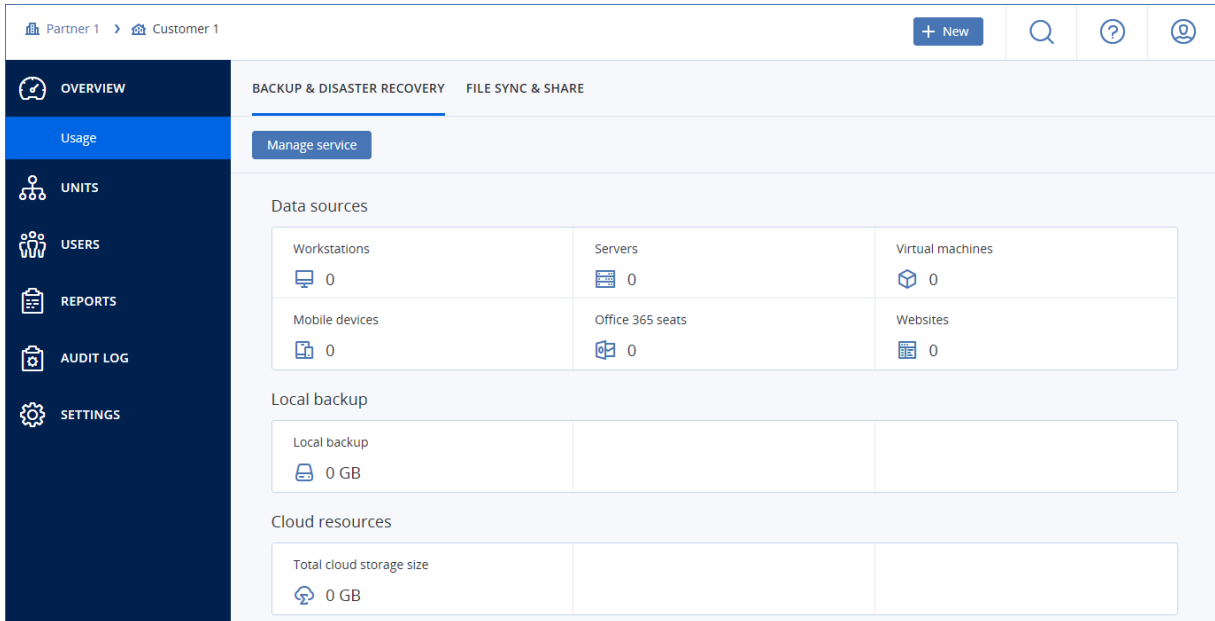 Partner 1 > Customer 1
+ New
OVERVIEW
Usage
UNITS
USERS
REPORTS
AUDIT LOG
SETTINGS
BACKUP & DISASTER RECOVERY FILE SYNC & SHARE
Manage service
Data sources
Workstations Servers Virtual machines
0 0 0
Mobile devices Office 365 seats Websites
0 0 0
Local backup
Local backup
0 GB
Cloud resources
Total cloud storage size
0 GB